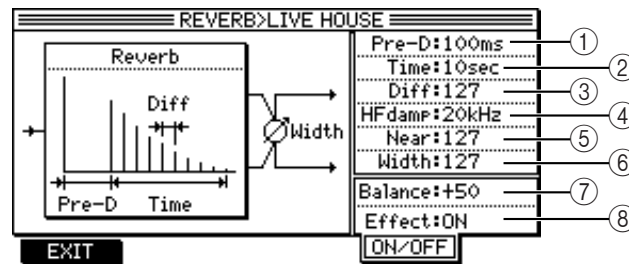 REVERB>LIVE HOUSE
Reverb
Diff
Pre-D
Time
Width
Pre-D:100ms
Time:10sec
Diff:127
HFdamp:20kHz
Near:127
Width:127
Balance:+50
Effect:ON
EXIT
ON/OFF
1
2
3
4
5
6
7
8